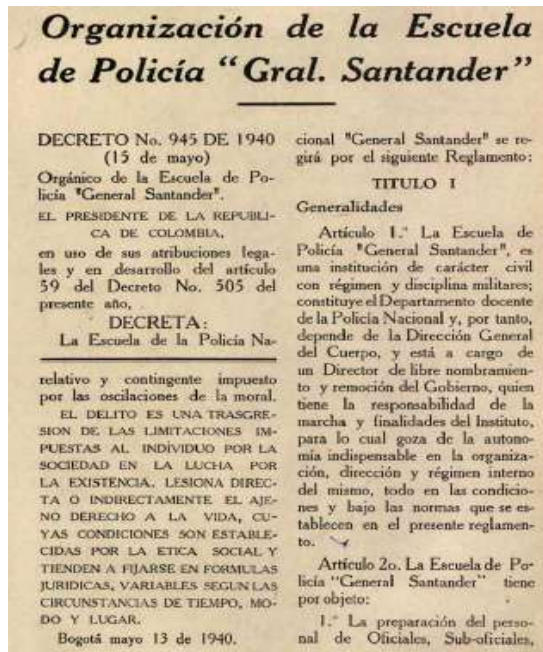 Organización de la Escuela
de Policía "Gral. Santander"
DECRETO No. 945 DE 1940
(15 de mayo)
Orgánico de la Escuela de Po-
licía "General Santander".
EL PRESIDENTE DE LA REPUBLI-
CA DE COLOMBIA,
en uso de sus atribuciones lega-
les y en desarrollo del artículo
59 del Decreto No. 505 del
presente año,
DECRETA:
La Escuela de la Policía Na-
cional "General Santander" se re-
girá por el siguiente Reglamento:
TITULO I
Generalidades
Artículo 1.° La Escuela de
Policía "General Santander", es
una institución de carácter civil
con régimen y disciplina militares;
constituye el Departamento docente
de la Policía Nacional y, por tanto,
depende de la Dirección General
del Cuerpo, y está a cargo de
un Director de libre nombramien-
to y remoción del Gobierno, quien
tiene la responsabilidad de la
marcha y finalidades del Instituto,
para lo cual goza de la autono-
mía indispensable en la organiza-
ción, dirección y régimen interno
del mismo, todo en las condicio-
nes y bajo las normas que se es-
tablecen en el presente reglamen-
to.
Artículo 2o. La Escuela de Po-
licía "General Santander" tiene
por objeto:
1.° La preparación del perso-
nal de Oficiales, Sub-oficiales,
relativo y contingente impuesto
por las oscilaciones de la moral.
EL DELITO ES UNA TRASGRE-
SION DE LAS LIMITACIONES IM-
PUESTAS AL INDIVIDUO POR LA
SOCIEDAD EN LA LUCHA POR
LA EXISTENCIA. LESIONA DIREC-
TA O INDIRECTAMENTE EL AJE-
NO DERECHO A LA VIDA, CU-
YAS CONDICIONES SON ESTABLE-
CIDAS POR LA ETICA SOCIAL Y
TIENDEN A FIJARSE EN FORMULAS
JURIDICAS, VARIABLES SEGUN LAS
CIRCUNSTANCIAS DE TIEMPO, MO-
DO Y LUGAR.
Bogotá mayo 13 de 1940.